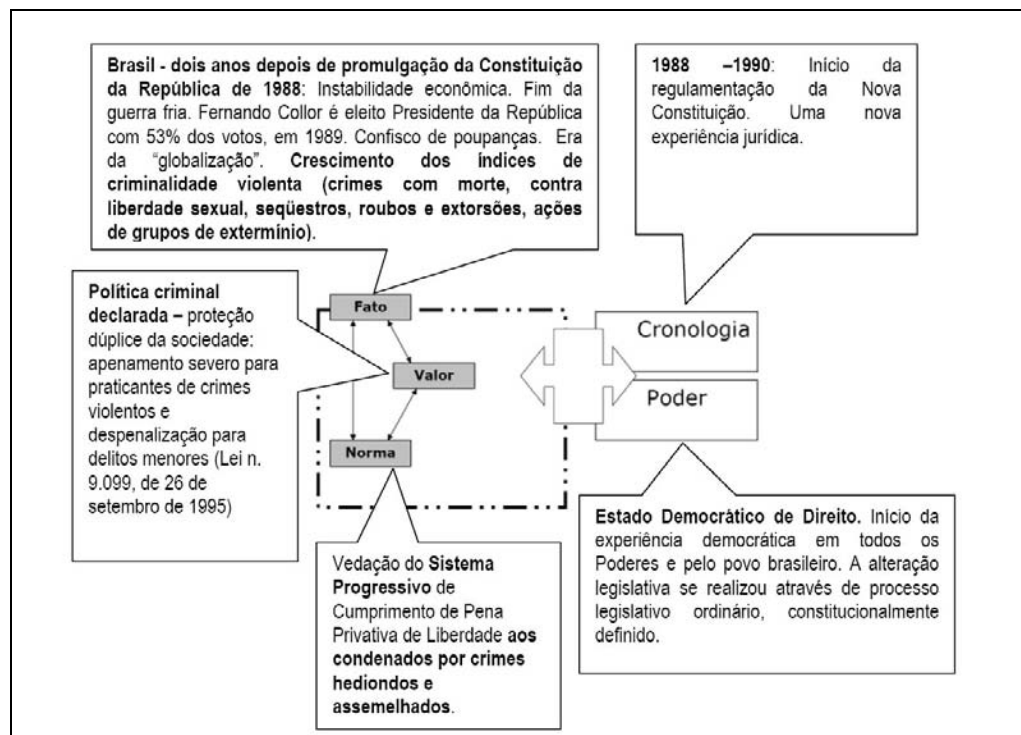 Brasil - dois anos depois de promulgação da Constituição
da República de 1988: Instabilidade econômica. Fim da
guerra fria. Fernando Collor é eleito Presidente da República
com 53% dos votos, em 1989. Confisco de poupanças. Era
da “globalização”. Crescimento dos índices de
criminalidade violenta (crimes com morte, contra
liberdade sexual, seqüestros, roubos e extorsões, ações
de grupos de extermínio).
1988 –1990: Início da
regulamentação da Nova
Constituição. Uma nova
experiência jurídica.
Política criminal
declarada – proteção
dúplice da sociedade:
apenamento severo para
praticantes de crimes
violentos e
despenalização para
delitos menores (Lei n.
9.099, de 26 de
setembro de 1995)
Fato
Valor
Norma
Cronologia
Poder
Vedação do Sistema
Progressivo de
Cumprimento de Pena
Privativa de Liberdade aos
condenados por crimes
hediondos e
assemelhados.
Estado Democrático de Direito. Início da
experiência democrática em todos os
Poderes e pelo povo brasileiro. A alteração
legislativa se realizou através de processo
legislativo ordinário, constitucionalmente
definido.